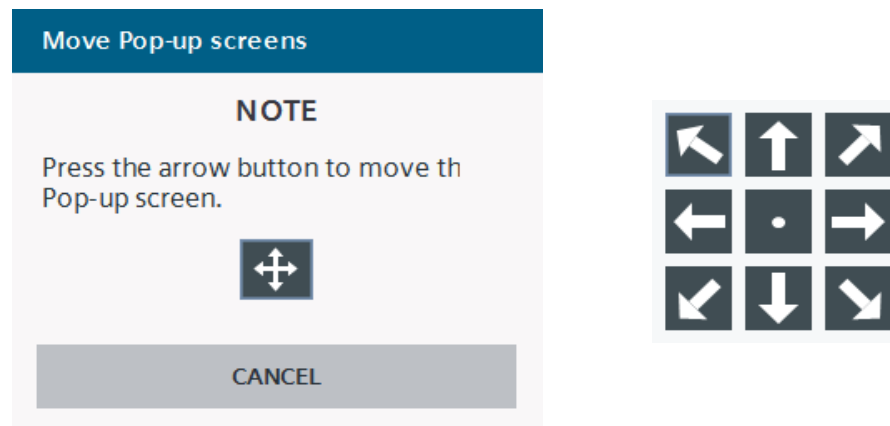 Move Pop-up screens
NOTE
Press the arrow button to move th
Pop-up screen.
CANCEL